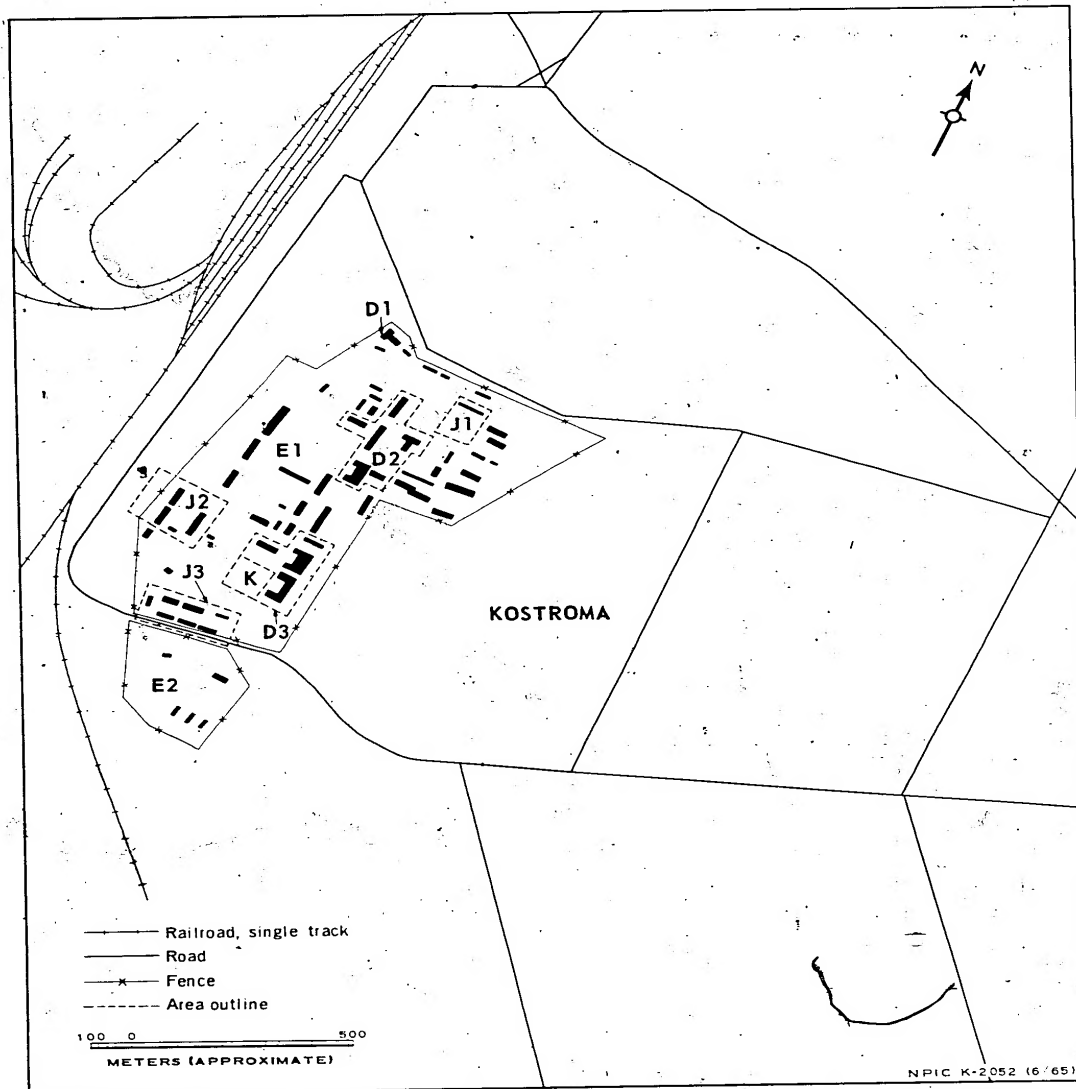 N
D1
J1
E1
D2
J2
K
J3
D3
KOSTROMA
E2
Railroad, single track
Road
Fence
Area outline
100 0 500
METERS (APPROXIMATE)
NPIC K-2052 (6/65)